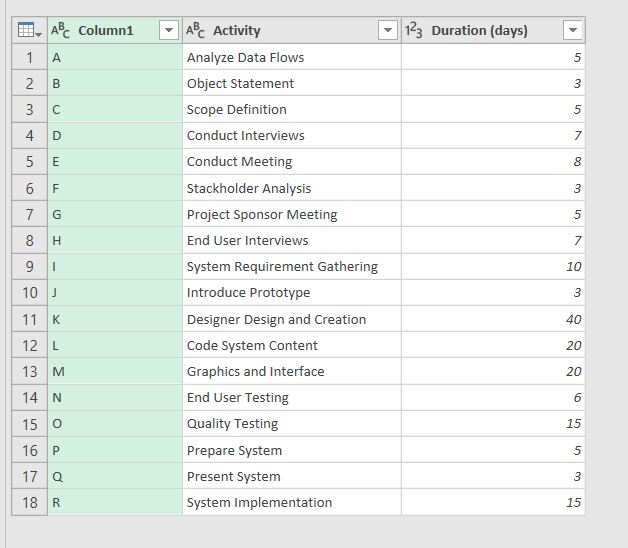 ABC Column1 ABC Activity 123 Duration (days)
1 A Analyze Data Flows 5
2 B Object Statement 3
3 C Scope Definition 5
4 D Conduct Interviews 7
5 E Conduct Meeting 8
6 F Stackholder Analysis 3
7 G Project Sponsor Meeting 5
8 H End User Interviews 7
9 I System Requirement Gathering 10
10 J Introduce Prototype 3
11 K Designer Design and Creation 40
12 L Code System Content 20
13 M Graphics and Interface 20
14 N End User Testing 6
15 O Quality Testing 15
16 P Prepare System 5
17 Q Present System 3
18 R System Implementation 15